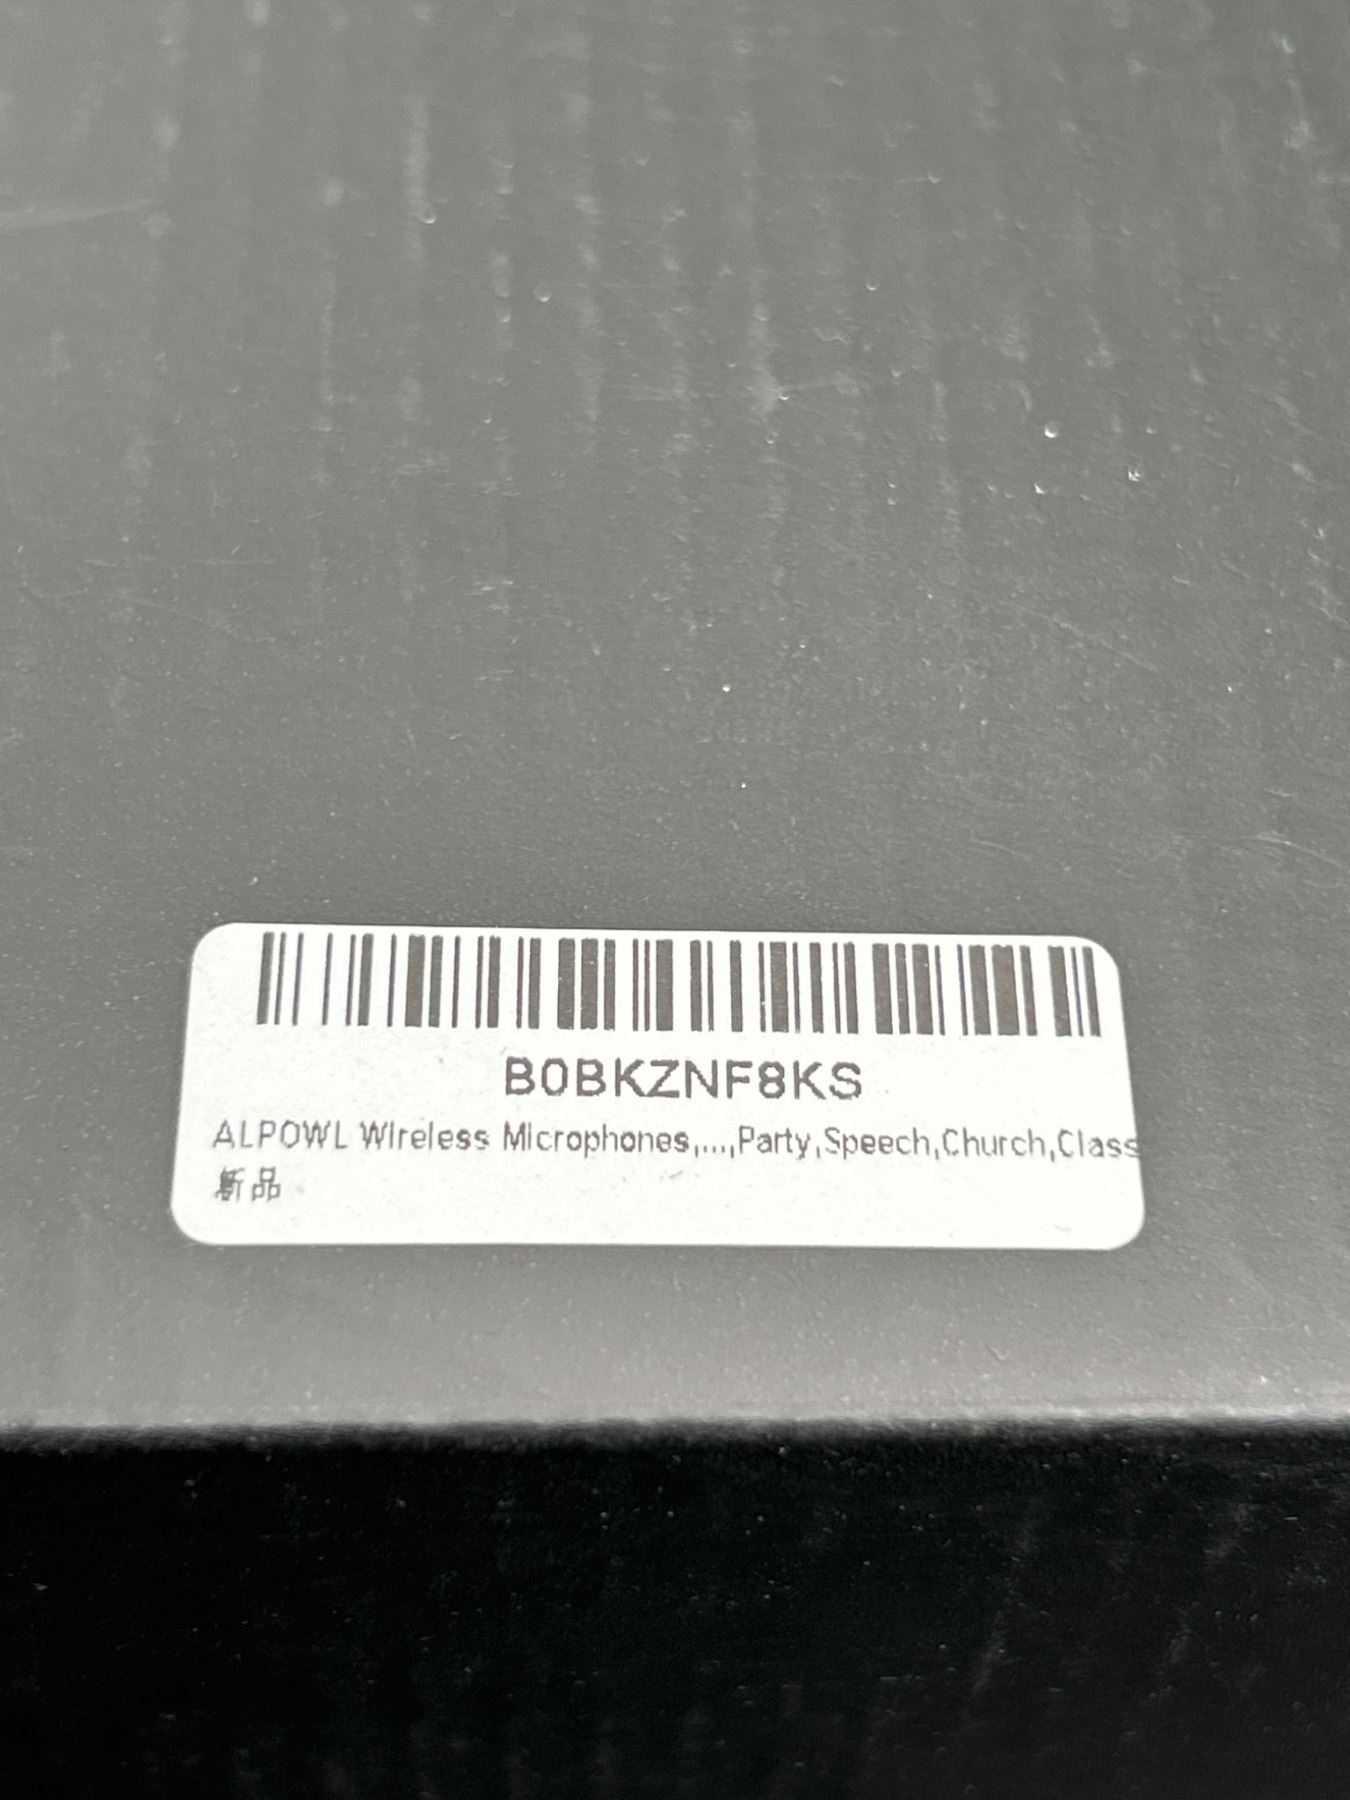 B0BKZNF8KS
ALPOWL Wireless Microphones,...,Party,Speech,Church,Class
新品